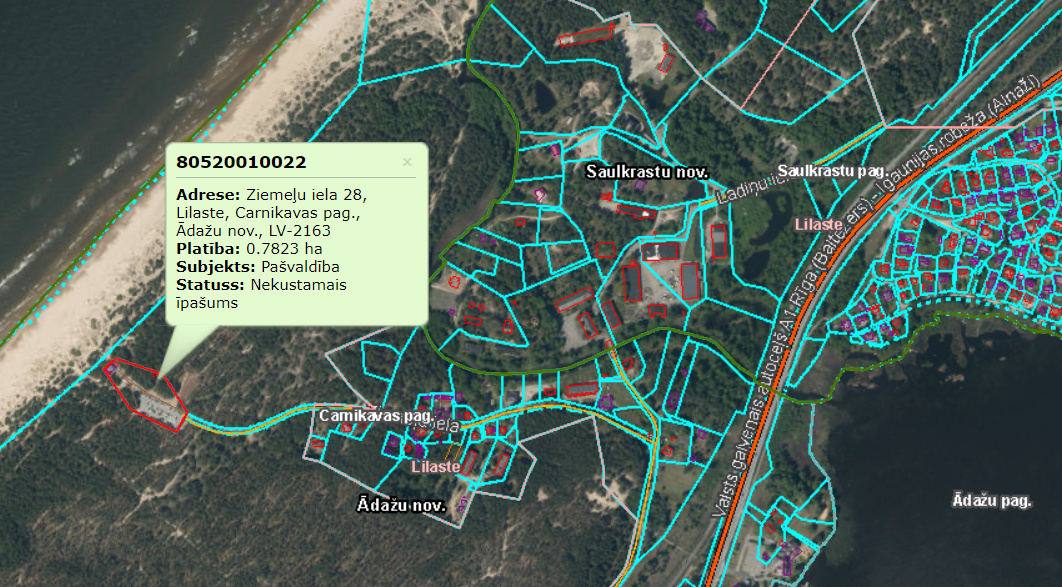 80520010022
×
Adrese: Ziemeļu iela 28,
Lilaste, Carnikavas pag.,
Ādažu nov., LV-2163
Platība: 0.7823 ha
Subjekts: Pašvaldība
Statuss: Nekustamais
īpašums
Saulkrastu nov.
Saulkrastu pag.
Lilaste
Valsts galvenais autoceļš A1 Rīga (Baltezers) - Igaunijas robeža (Ainaži)
Carnikavas pag.
iela
Lilaste
Ādažu nov.
Ādažu pag.